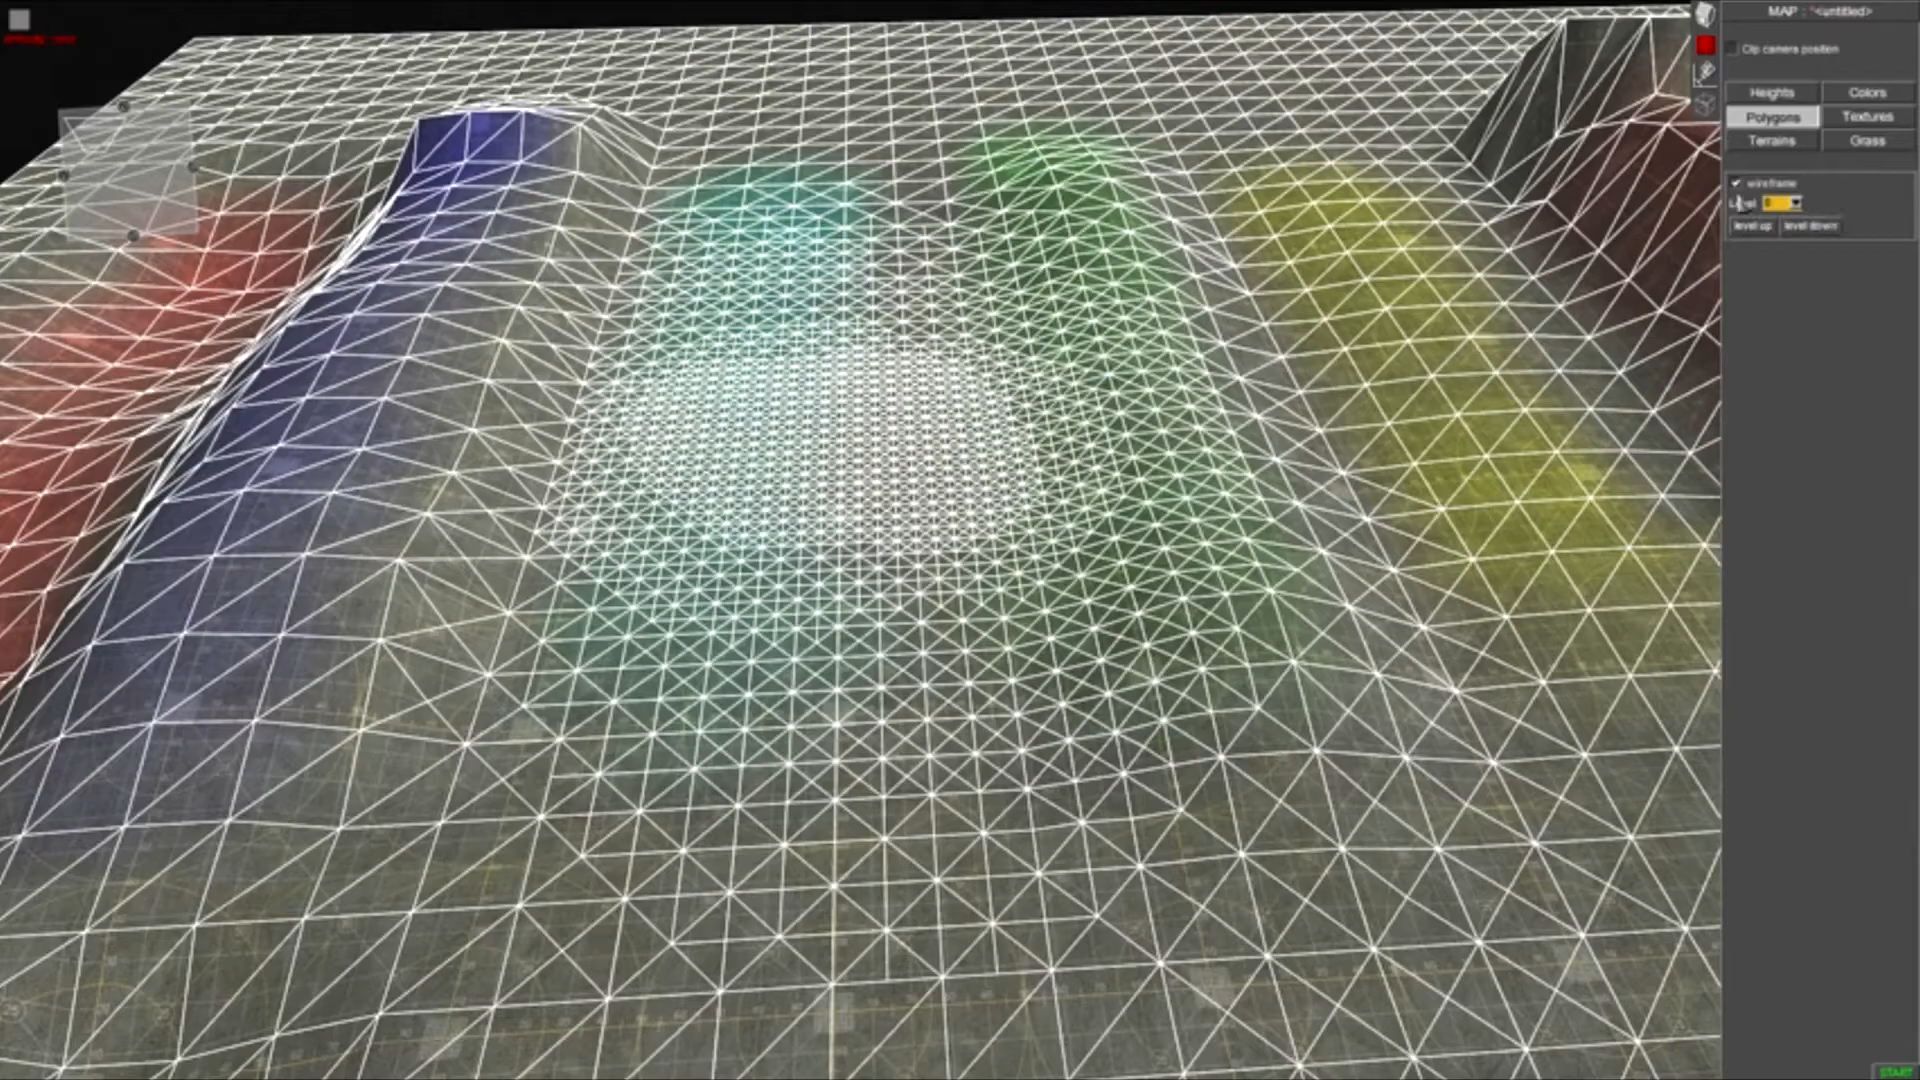 MAP : "<untitled>
Clip camera position
Heights
Colors
Polygons
Textures
Terrains
Grass
wireframe
level up
level down
START